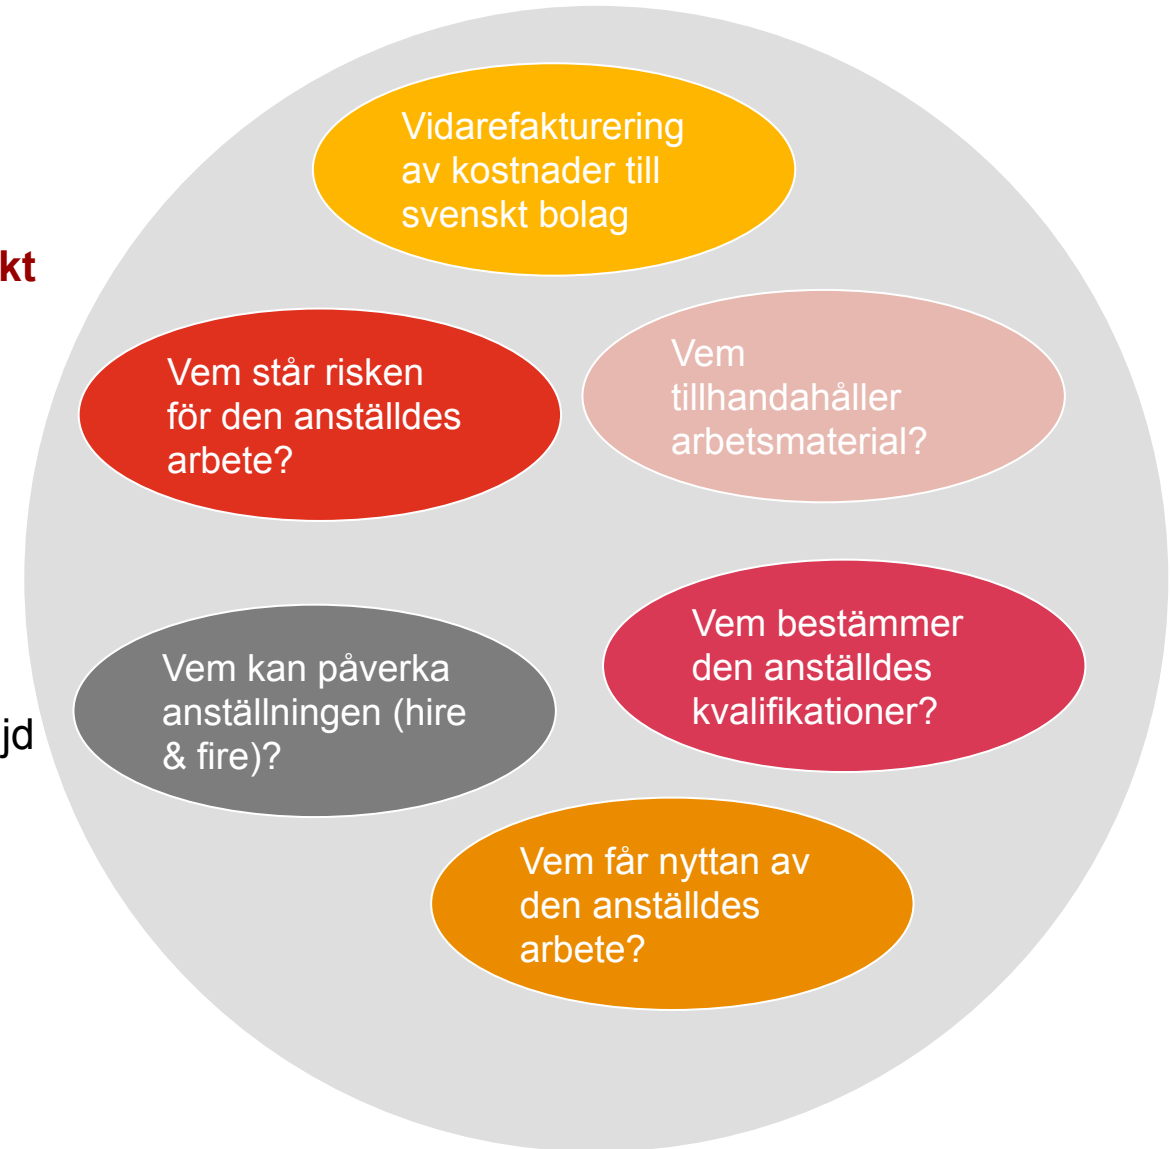 Vidarefakturering
av kostnader till
svenskt bolag
kt
Vem står risken
för den anställdes
arbete?
Vem
tillhandahåller
arbetsmaterial?
Vem kan påverka
anställningen (hire
& fire)?
jd
Vem bestämmer
den anställdes
kvalifikationer?
Vem får nyttan av
den anställdes
arbete?